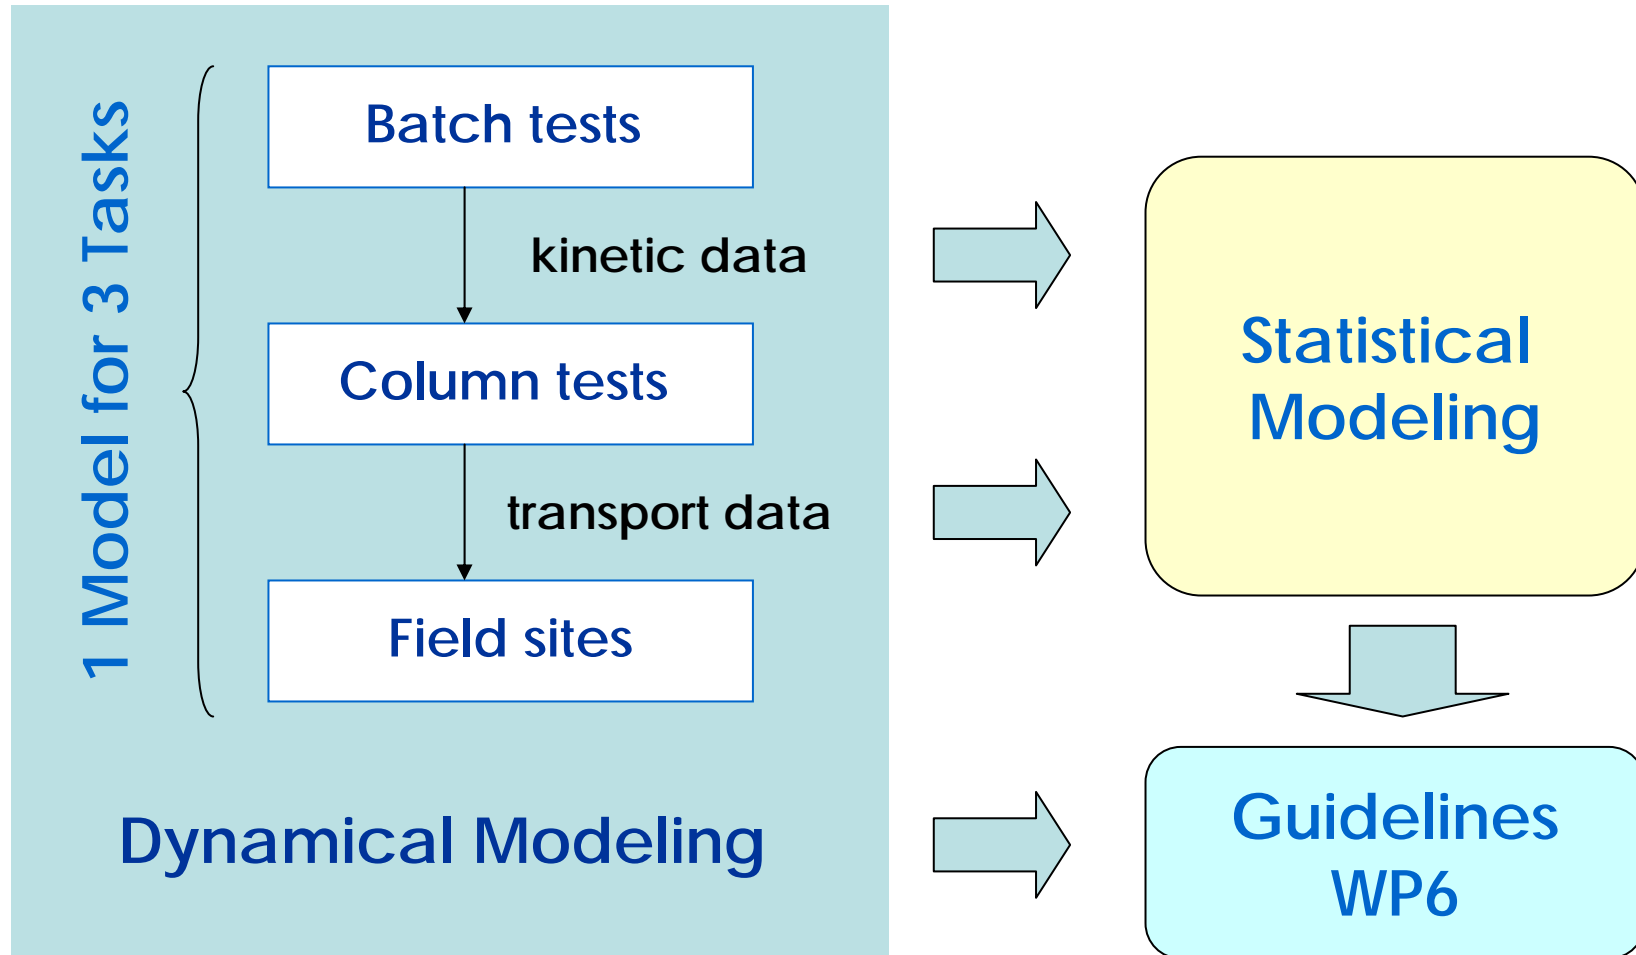 1 Model for 3 Tasks
Batch tests
kinetic data
Column tests
transport data
Field sites
Dynamical Modeling
Statistical
Modeling
Guidelines
WP6